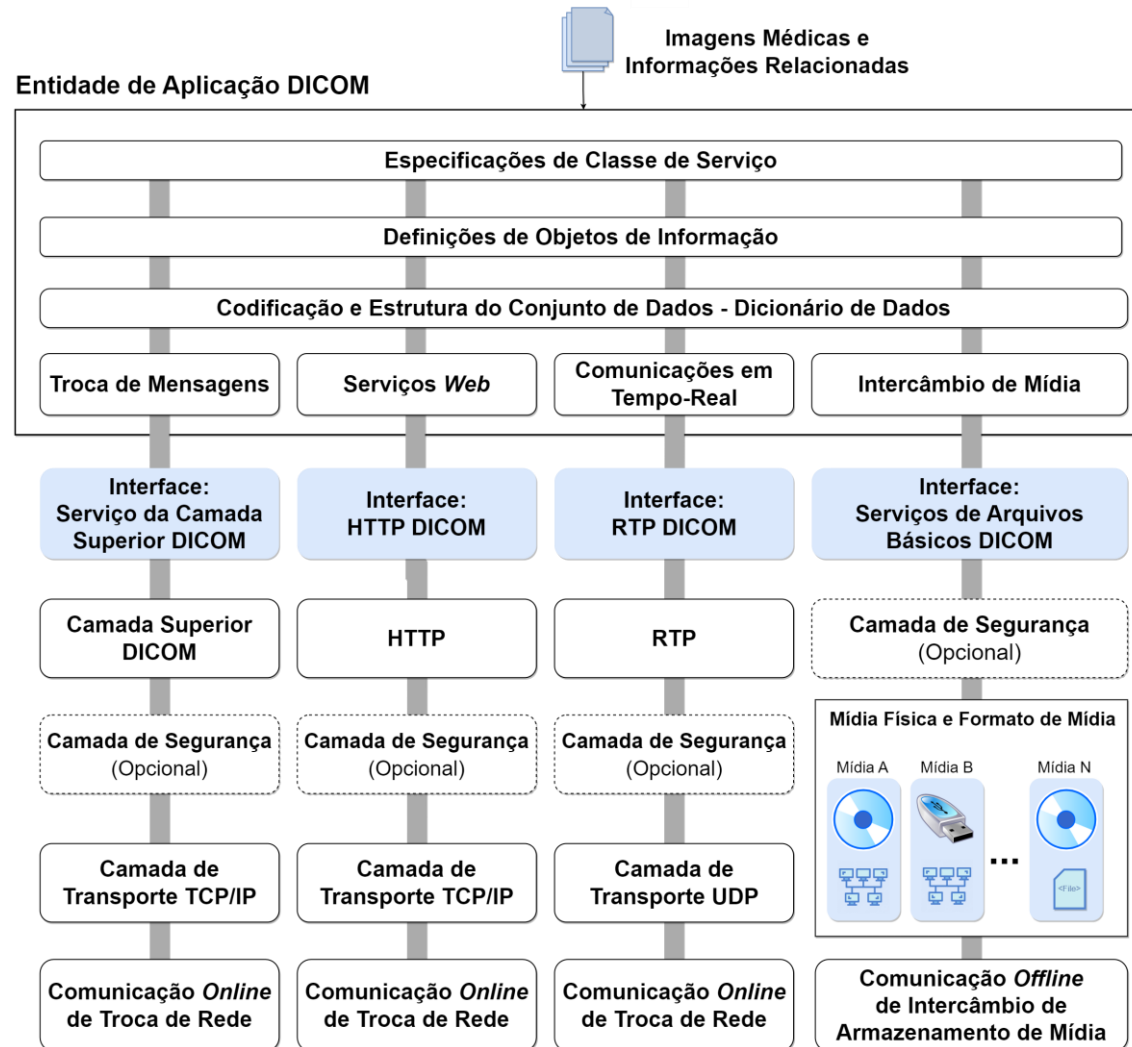 Imagens Médicas e
Informações Relacionadas
Entidade de Aplicação DICOM
Especificações de Classe de Serviço
Definições de Objetos de Informação
Codificação e Estrutura do Conjunto de Dados - Dicionário de Dados
Troca de Mensagens
Serviços Web
Comunicações em
Tempo-Real
Intercâmbio de Mídia
Interface:
Serviço da Camada
Superior DICOM
Interface:
HTTP DICOM
Interface:
RTP DICOM
Interface:
Serviços de Arquivos
Básicos DICOM
Camada Superior
DICOM
HTTP
RTP
Camada de Segurança
(Opcional)
Camada de Segurança
(Opcional)
Camada de Segurança
(Opcional)
Camada de Segurança
(Opcional)
Mídia Física e Formato de Mídia
Mídia A
Mídia B
Mídia N
...
<File>
Camada de
Transporte TCP/IP
Camada de
Transporte TCP/IP
Camada de
Transporte UDP
Comunicação Online
de Troca de Rede
Comunicação Online
de Troca de Rede
Comunicação Online
de Troca de Rede
Comunicação Offline
de Intercâmbio de
Armazenamento de Mídia